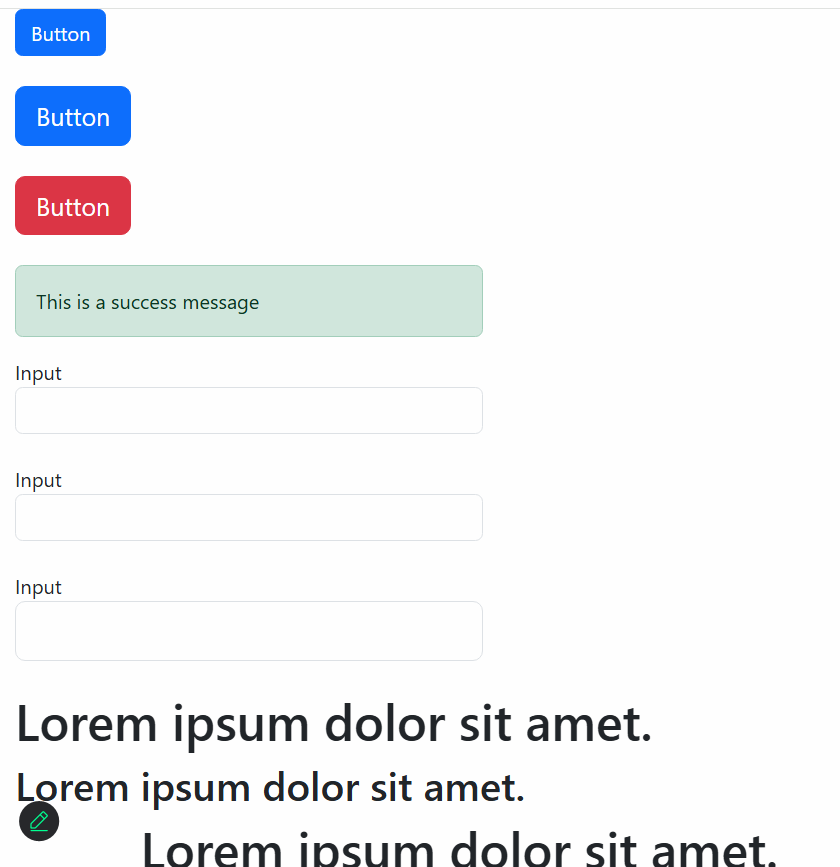 Button
Button
Button
This is a success message
Input
Input
Input
Lorem ipsum dolor sit amet.
Lorem ipsum dolor sit amet.
Lorem ipsum dolor sit amet.